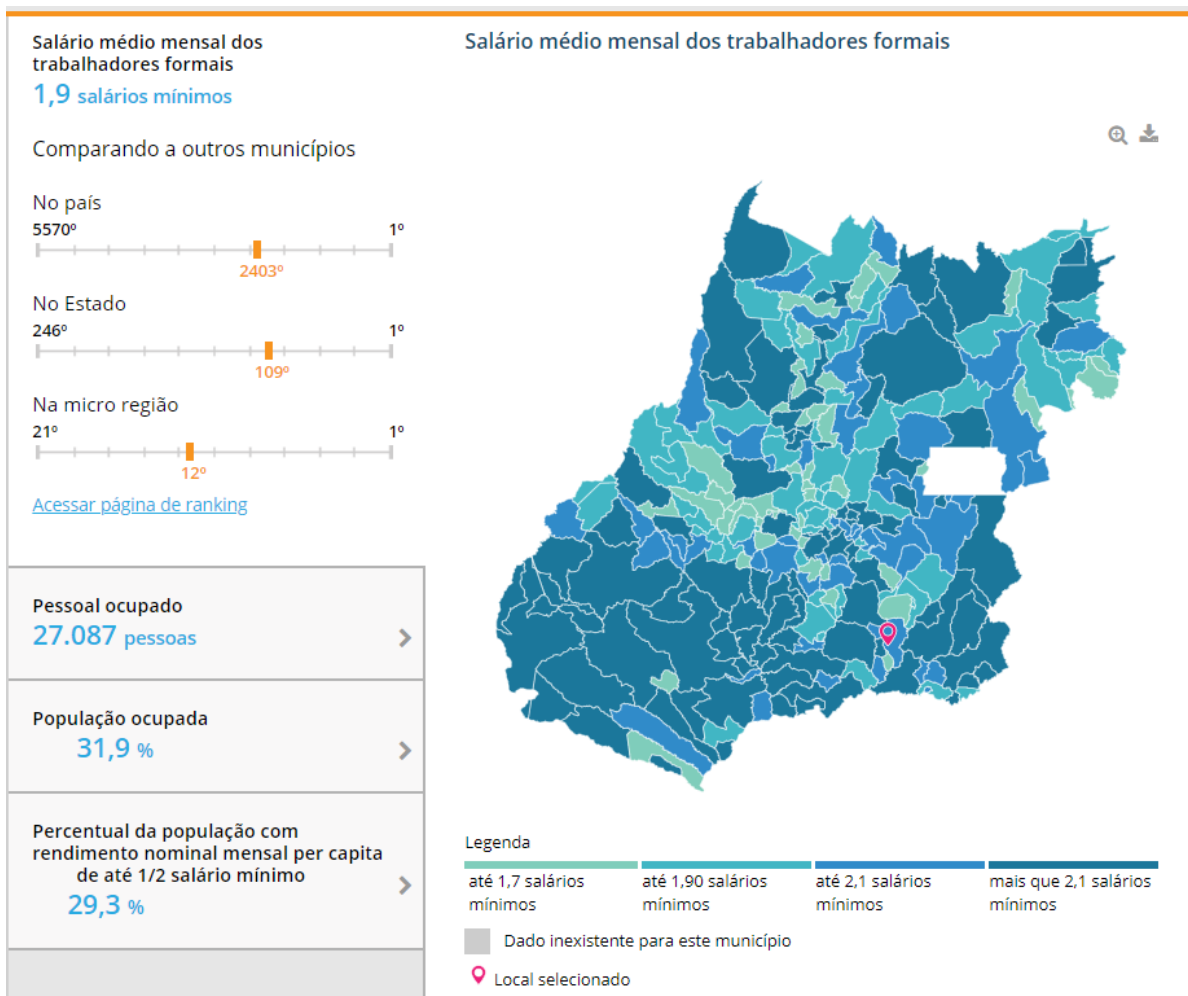 Salário médio mensal dos
trabalhadores formais
1,9 salários mínimos
Comparando a outros municípios
No país
5570º
1º
2403º
No Estado
246º
1º
109º
Na micro região
21º
1º
12º
Acessar página de ranking
Pessoal ocupado
27.087 pessoas
População ocupada
31,9 %
Percentual da população com
rendimento nominal mensal per capita
de até 1/2 salário mínimo
29,3 %
Salário médio mensal dos trabalhadores formais
Legenda
até 1,7 salários
mínimos
até 1,90 salários
mínimos
até 2,1 salários
mínimos
mais que 2,1 salários
mínimos
Dado inexistente para este município
Local selecionado